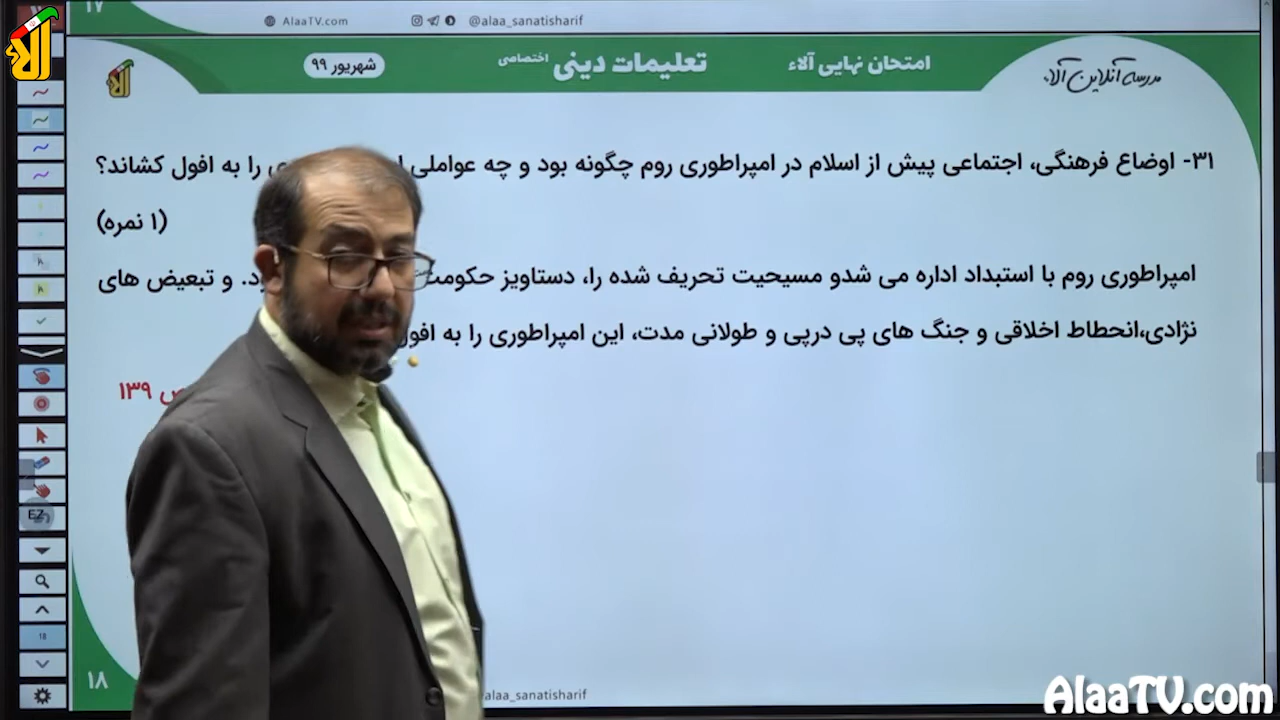 ۱۷
AlaaTV.com
@alaa_sanatisharif
آلاء
امتحان نهایی آلاء
تعلیمات دینی اختصاصی
شهریور ۹۹
مدرسه آنلاین آلاء
۳۱- اوضاع فرهنگی، اجتماعی پیش از اسلام در امپراطوری روم چگونه بود و چه عواملی را به افول کشاند؟
(۱ نمره)
امپراطوری روم با استبداد اداره می شدو مسیحیت تحریف شده را، دستاویز حکومت و تبعیض های
نژادی،انحطاط اخلاقی و جنگ های پی درپی و طولانی مدت، این امپراطوری را به افول
۱۳۹
EZ
18
۱۸
alaa_sanatisharif
AlaaTV.com